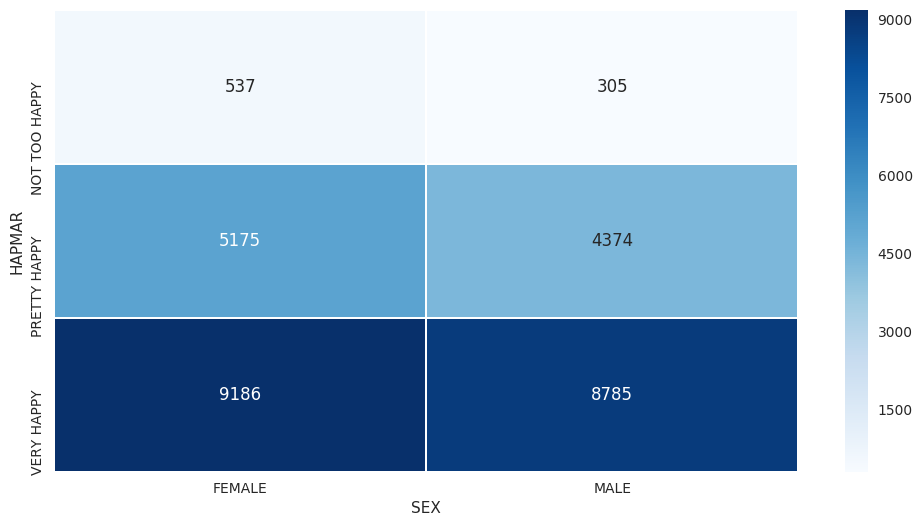 HAPMAR
NOT TOO HAPPY
537
305
PRETTY HAPPY
5175
4374
VERY HAPPY
9186
8785
FEMALE
MALE
SEX
9000
7500
6000
4500
3000
1500